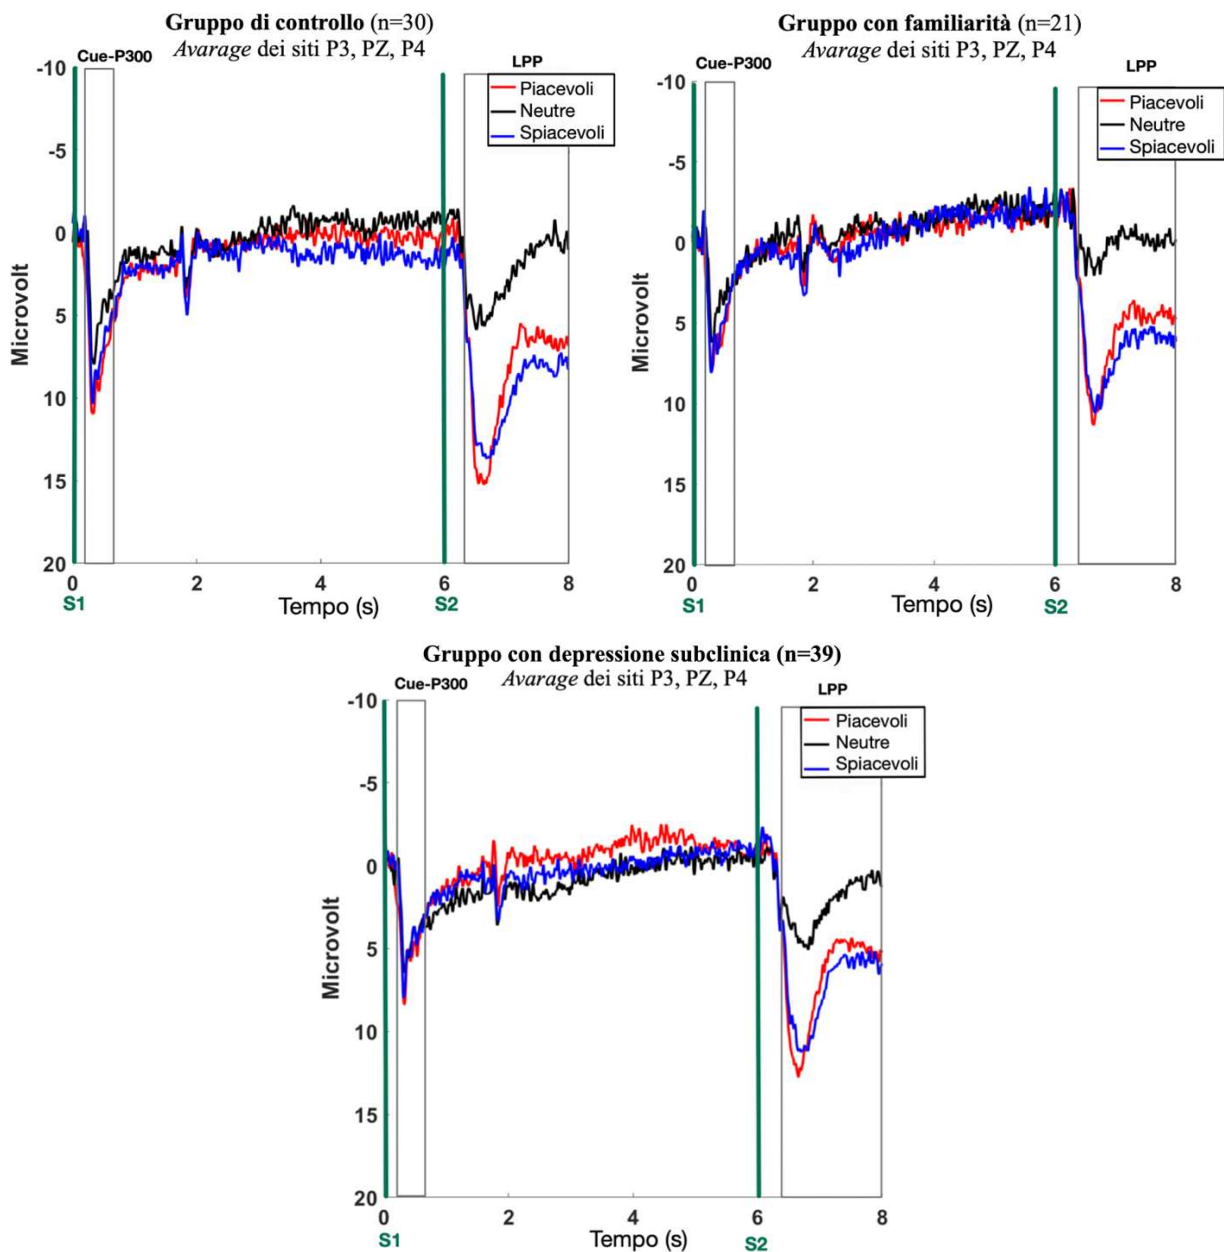 Gruppo di controllo (n=30)
Avarage dei siti P3, PZ, P4
Cue-P300
LPP
Piacevoli
Neutre
Spiacevoli
-10
-5
0
5
10
15
20
Microvolt
0
2
4
6
8
S1
Tempo (s)
S2
Gruppo con familiarità (n=21)
Avarage dei siti P3, PZ, P4
Cue-P300
LPP
Piacevoli
Neutre
Spiacevoli
-10
-5
0
5
10
15
20
Microvolt
0
2
4
6
8
S1
Tempo (s)
S2
Gruppo con depressione subclinica (n=39)
Avarage dei siti P3, PZ, P4
Cue-P300
LPP
Piacevoli
Neutre
Spiacevoli
-10
-5
0
5
10
15
20
Microvolt
0
2
4
6
8
S1
Tempo (s)
S2